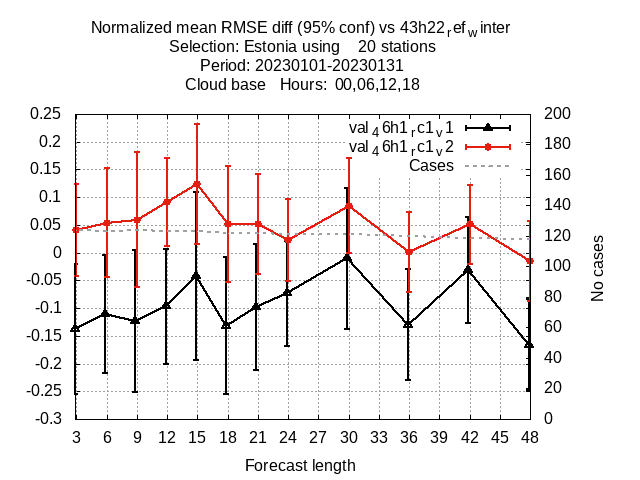 Normalized mean RMSE diff (95% conf) vs 43h22refwinter
Selection: Estonia using 20 stations
Period: 20230101-20230131
Cloud base Hours: 00,06,12,18
0.25
0.2
0.15
0.1
0.05
0
-0.05
-0.1
-0.15
-0.2
-0.25
-0.3
val46h1rc1v1
val46h1rc1v2
Cases
200
180
160
140
120
100
80
60
40
20
0
No cases
3 6 9 12 15 18 21 24 27 30 33 36 39 42 45 48
Forecast length